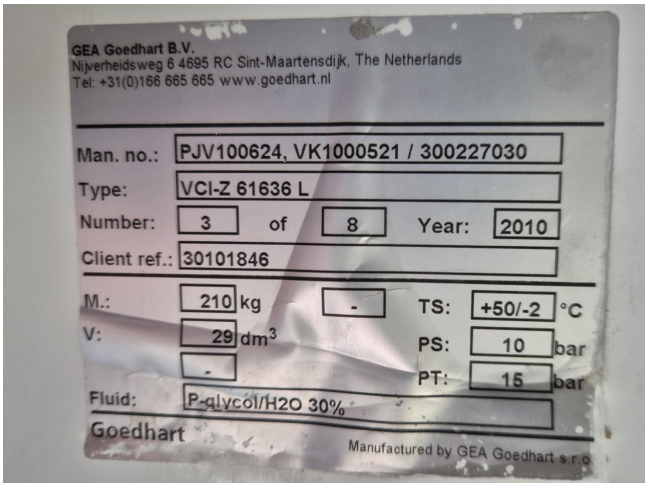 GEA Goedhart B.V.
Nijverheidsweg 6 4695 RC Sint-Maartensdijk, The Netherlands
Tel: +31(0)166 665 665 www.goedhart.nl
Man. no.: PJV100624, VK1000521 / 300227030
Type: VCI-Z 61636 L
Number: 3 of 8 Year: 2010
Client ref.: 30101846
M.: 210 kg - TS: +50/-2 °C
V: 29 dm³ PS: 10 bar
- PT: 15 bar
Fluid: P-glycol/H2O 30%
Goedhart
Manufactured by GEA Goedhart s.r.o